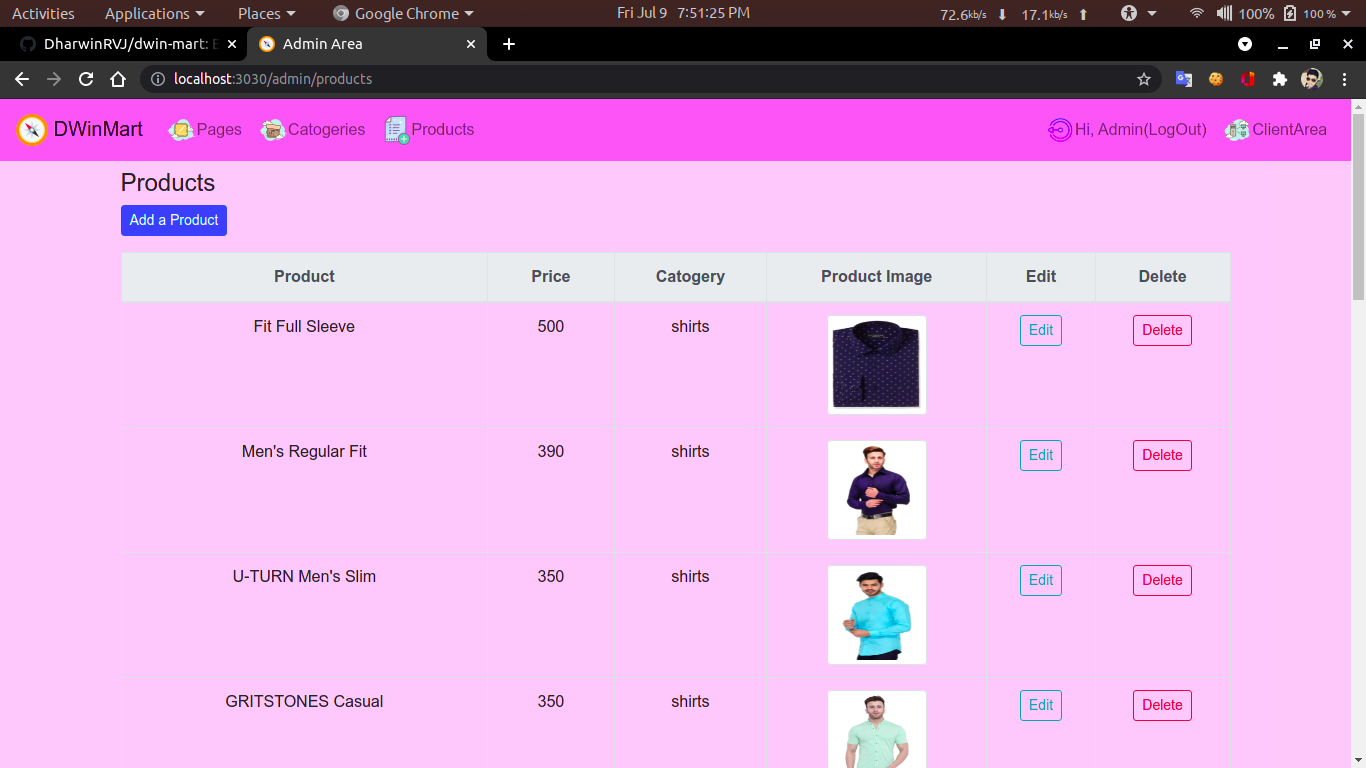 Activities Applications Places Google Chrome Fri Jul 9 7:51:25 PM 72.6kb/s 17.1kb/s 100% 100 %
DharwinRVJ/dwin-mart: E Admin Area
localhost:3030/admin/products
DWinMart Pages Catogeries Products Hi, Admin(LogOut) ClientArea
Products
Add a Product
Product Price Catogery Product Image Edit Delete
Fit Full Sleeve 500 shirts Edit Delete
Men's Regular Fit 390 shirts Edit Delete
U-TURN Men's Slim 350 shirts Edit Delete
GRITSTONES Casual 350 shirts Edit Delete